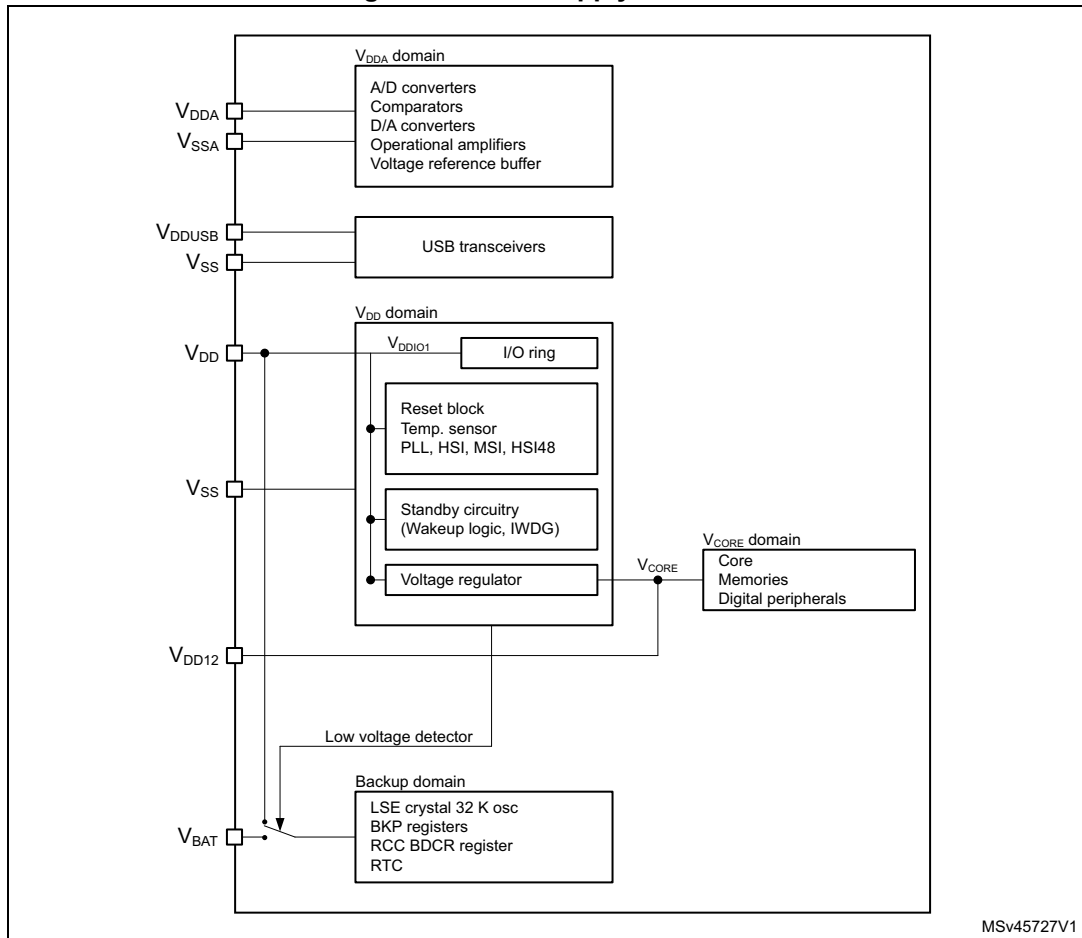 V_DDA domain
A/D converters
Comparators
D/A converters
Operational amplifiers
Voltage reference buffer
V_DDA
V_SSA
V_DDUSB
V_SS
USB transceivers
V_DD domain
V_DD
V_DDIO1
I/O ring
Reset block
Temp. sensor
PLL, HSI, MSI, HSI48
V_SS
Standby circuitry
(Wakeup logic, IWDG)
Voltage regulator
V_CORE
V_CORE domain
Core
Memories
Digital peripherals
V_DD12
Low voltage detector
Backup domain
LSE crystal 32 K osc
BKP registers
RCC BDCR register
RTC
V_BAT
MSv45727V1